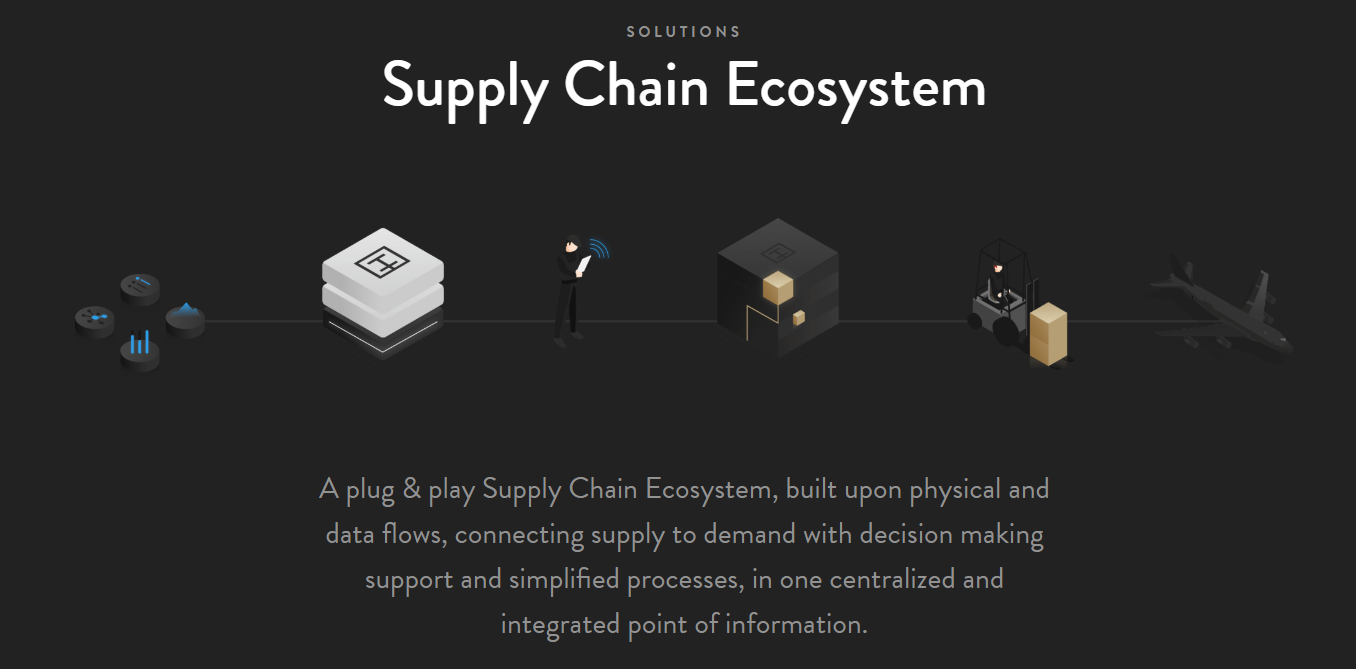 SOLUTIONS
Supply Chain Ecosystem
A plug & play Supply Chain Ecosystem, built upon physical and
data flows, connecting supply to demand with decision making
support and simplified processes, in one centralized and
integrated point of information.